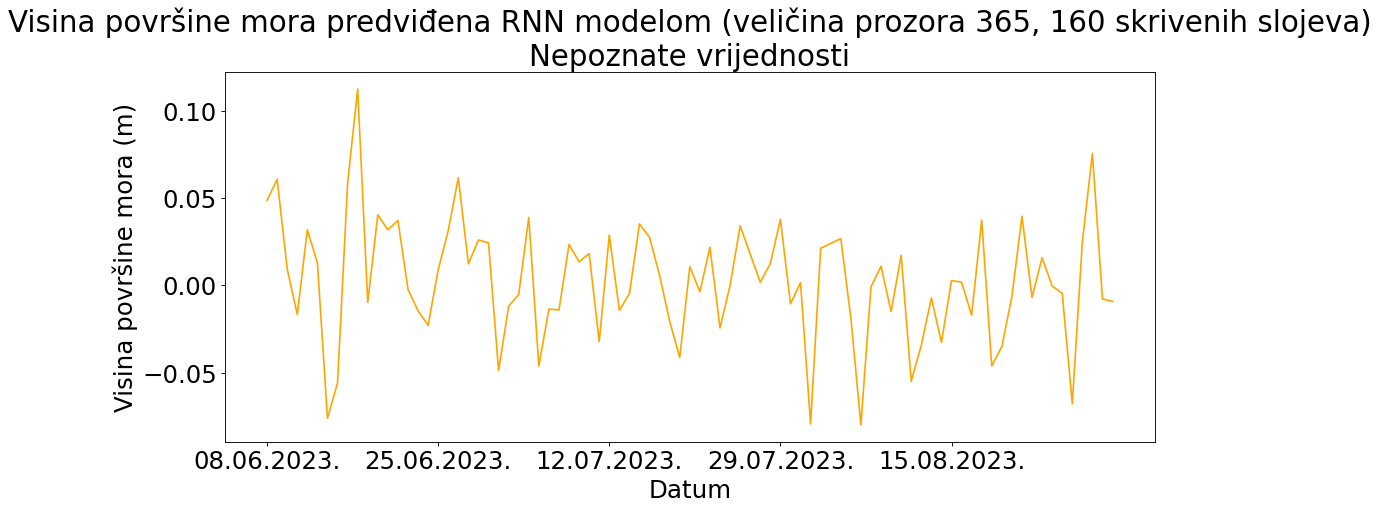 Visina površine mora predviđena RNN modelom (veličina prozora 365, 160 skrivenih slojeva)
Nepoznate vrijednosti
Visina površine mora (m)
0.10
0.05
0.00
−0.05
08.06.2023.
25.06.2023.
12.07.2023.
29.07.2023.
15.08.2023.
Datum